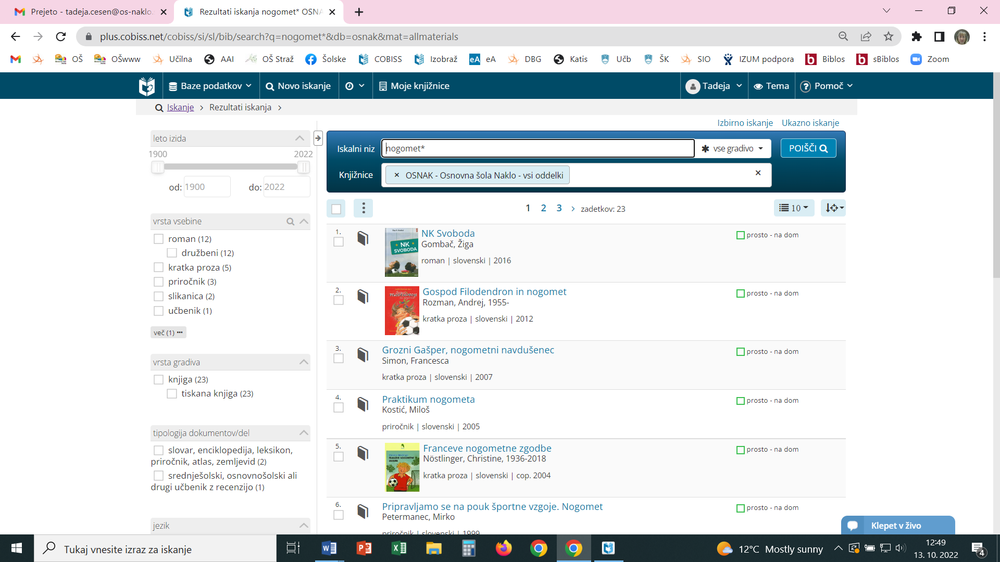 Prejeto - tadeja.cesen@os-naklo.
Rezultati iskanja nogomet* OSNA
plus.cobiss.net/cobiss/si/sl/bib/search?q=nogomet*&db=osnak&mat=allmaterials
OŠ OŠwww Učilna AAI OŠ Straž Šolske COBISS Izobraž eA eA DBG Katis Učb ŠK SIO IZUM podpora b Biblos b sBiblos Zoom
Baze podatkov Novo iskanje Moje knjižnice Tadeja Tema Pomoč
Iskanje > Rezultati iskanja >
Izbirno iskanje Ukazno iskanje
leto izida
1900 2022
od: 1900 do: 2022
vrsta vsebine
roman (12)
družbeni (12)
kratka proza (5)
priročnik (3)
slikanica (2)
učbenik (1)
več (1) •••
vrsta gradiva
knjiga (23)
tiskana knjiga (23)
tipologija dokumentov/del
slovar, enciklopedija, leksikon,
priročnik, atlas, zemljevid (2)
srednješolski, osnovnošolski ali
drugi učbenik z recenzijo (1)
jezik
Iskalni niz nogomet* vse gradivo POIŠČI
Knjižnice × OSNAK - Osnovna šola Naklo - vsi oddelki ×
1 2 3 > zadetkov: 23 10
1. NK Svoboda prosto - na dom
NK
SVOBODA
Gombač, Žiga
roman | slovenski | 2016
2. Gospod Filodendron in nogomet prosto - na dom
Rozman, Andrej, 1955-
kratka proza | slovenski | 2012
3. Grozni Gašper, nogometni navdušenec prosto - na dom
Simon, Francesca
kratka proza | slovenski | 2007
4. Praktikum nogometa prosto - na dom
Kostić, Miloš
priročnik | slovenski | 2005
5. Franceve nogometne zgodbe prosto - na dom
FRANCEVE NOGOMETNE
ZGODBE
Nöstlinger, Christine, 1936-2018
kratka proza | slovenski | cop. 2004
6. Pripravljamo se na pouk športne vzgoje. Nogomet prosto - na dom
Petermanec, Mirko
priročnik | slovenski | 1999
Klepet v živo
Tukaj vnesite izraz za iskanje
12°C Mostly sunny
12:49
13. 10. 2022
4